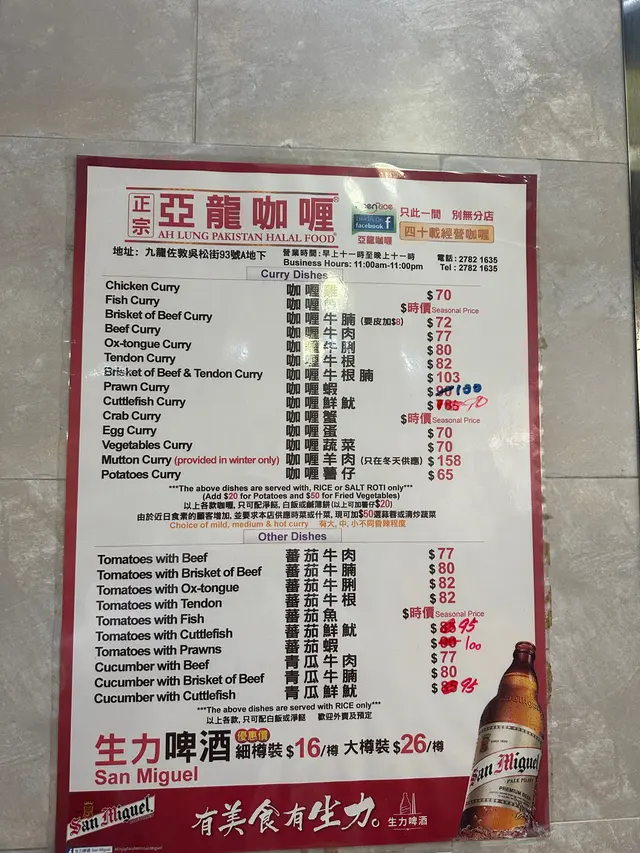 正宗 亞龍咖喱®
AH LUNG PAKISTAN HALAL FOOD
openrice
Like Us On facebook
亞龍咖喱
只此一間 別無分店
四十載經營咖喱
地址: 九龍佐敦吳松街93號A地下
營業時間:早上十一時至晚上十一時
Business Hours: 11:00am-11:00pm
電話: 2782 1635
Tel : 2782 1635
Curry Dishes
Chicken Curry 咖喱雞 $70
Fish Curry 咖喱魚 $時價 Seasonal Price
Brisket of Beef Curry 咖喱牛腩 (要皮加$8) $72
Beef Curry 咖喱牛肉 $77
Ox-tongue Curry 咖喱牛脷 $80
Tendon Curry 咖喱牛根 $82
Brisket of Beef & Tendon Curry 咖喱牛根腩 $103
Prawn Curry 咖喱蝦 $100
Cuttlefish Curry 咖喱鮮魷 $90
Crab Curry 咖喱蟹 $時價 Seasonal Price
Egg Curry 咖喱蛋 $70
Vegetables Curry 咖喱蔬菜 $70
Mutton Curry (provided in winter only) 咖喱羊肉 (只在冬天供應) $158
Potatoes Curry 咖喱薯仔 $65
***The above dishes are served with, RICE or SALT ROTI only***
(Add $20 for Potatoes and $50 for Fried Vegetables)
以上各款咖喱, 只可配淨餸, 白飯或鹹薄餅(以上可加薯仔$20)
由於近日食素的顧客增加, 並要求本店供應時菜或什菜, 現可加$50選蒜蓉或清炒蔬菜
Choice of mild, medium & hot curry 有大, 中, 小不同香辣程度
Other Dishes
Tomatoes with Beef 蕃茄牛肉 $77
Tomatoes with Brisket of Beef 蕃茄牛腩 $80
Tomatoes with Ox-tongue 蕃茄牛脷 $82
Tomatoes with Tendon 蕃茄牛根 $82
Tomatoes with Fish 蕃茄魚 $時價 Seasonal Price
Tomatoes with Cuttlefish 蕃茄鮮魷 $95
Tomatoes with Prawns 蕃茄蝦 $100
Cucumber with Beef 青瓜牛肉 $77
Cucumber with Brisket of Beef 青瓜牛腩 $80
Cucumber with Cuttlefish 青瓜鮮魷 $95
***The above dishes are served with RICE only***
以上各款, 只可配白飯或淨餸 歡迎外賣及預定
生力啤酒 優惠價 細樽裝 $16/樽 大樽裝 $26/樽
San Miguel
San Miguel
有美食有生力。
生力啤酒
San Miguel
PALE PILSEN